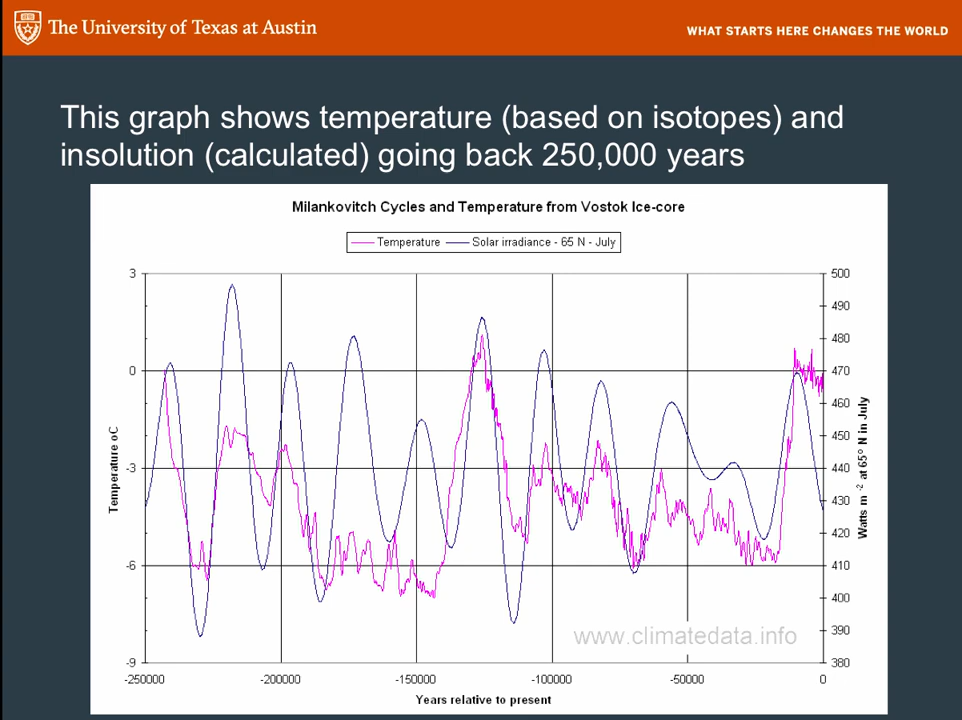 The University of Texas at Austin
WHAT STARTS HERE CHANGES THE WORLD
This graph shows temperature (based on isotopes) and
insolution (calculated) going back 250,000 years
Milankovitch Cycles and Temperature from Vostok Ice-core
Temperature Solar irradiance - 65 N - July
3
0
-3
-6
-9
Temperature oC
500
490
480
470
460
450
440
430
420
410
400
390
380
Watts m -2 at 65° N in July
www.climatedata.info
-250000 -200000 -150000 -100000 -50000 0
Years relative to present